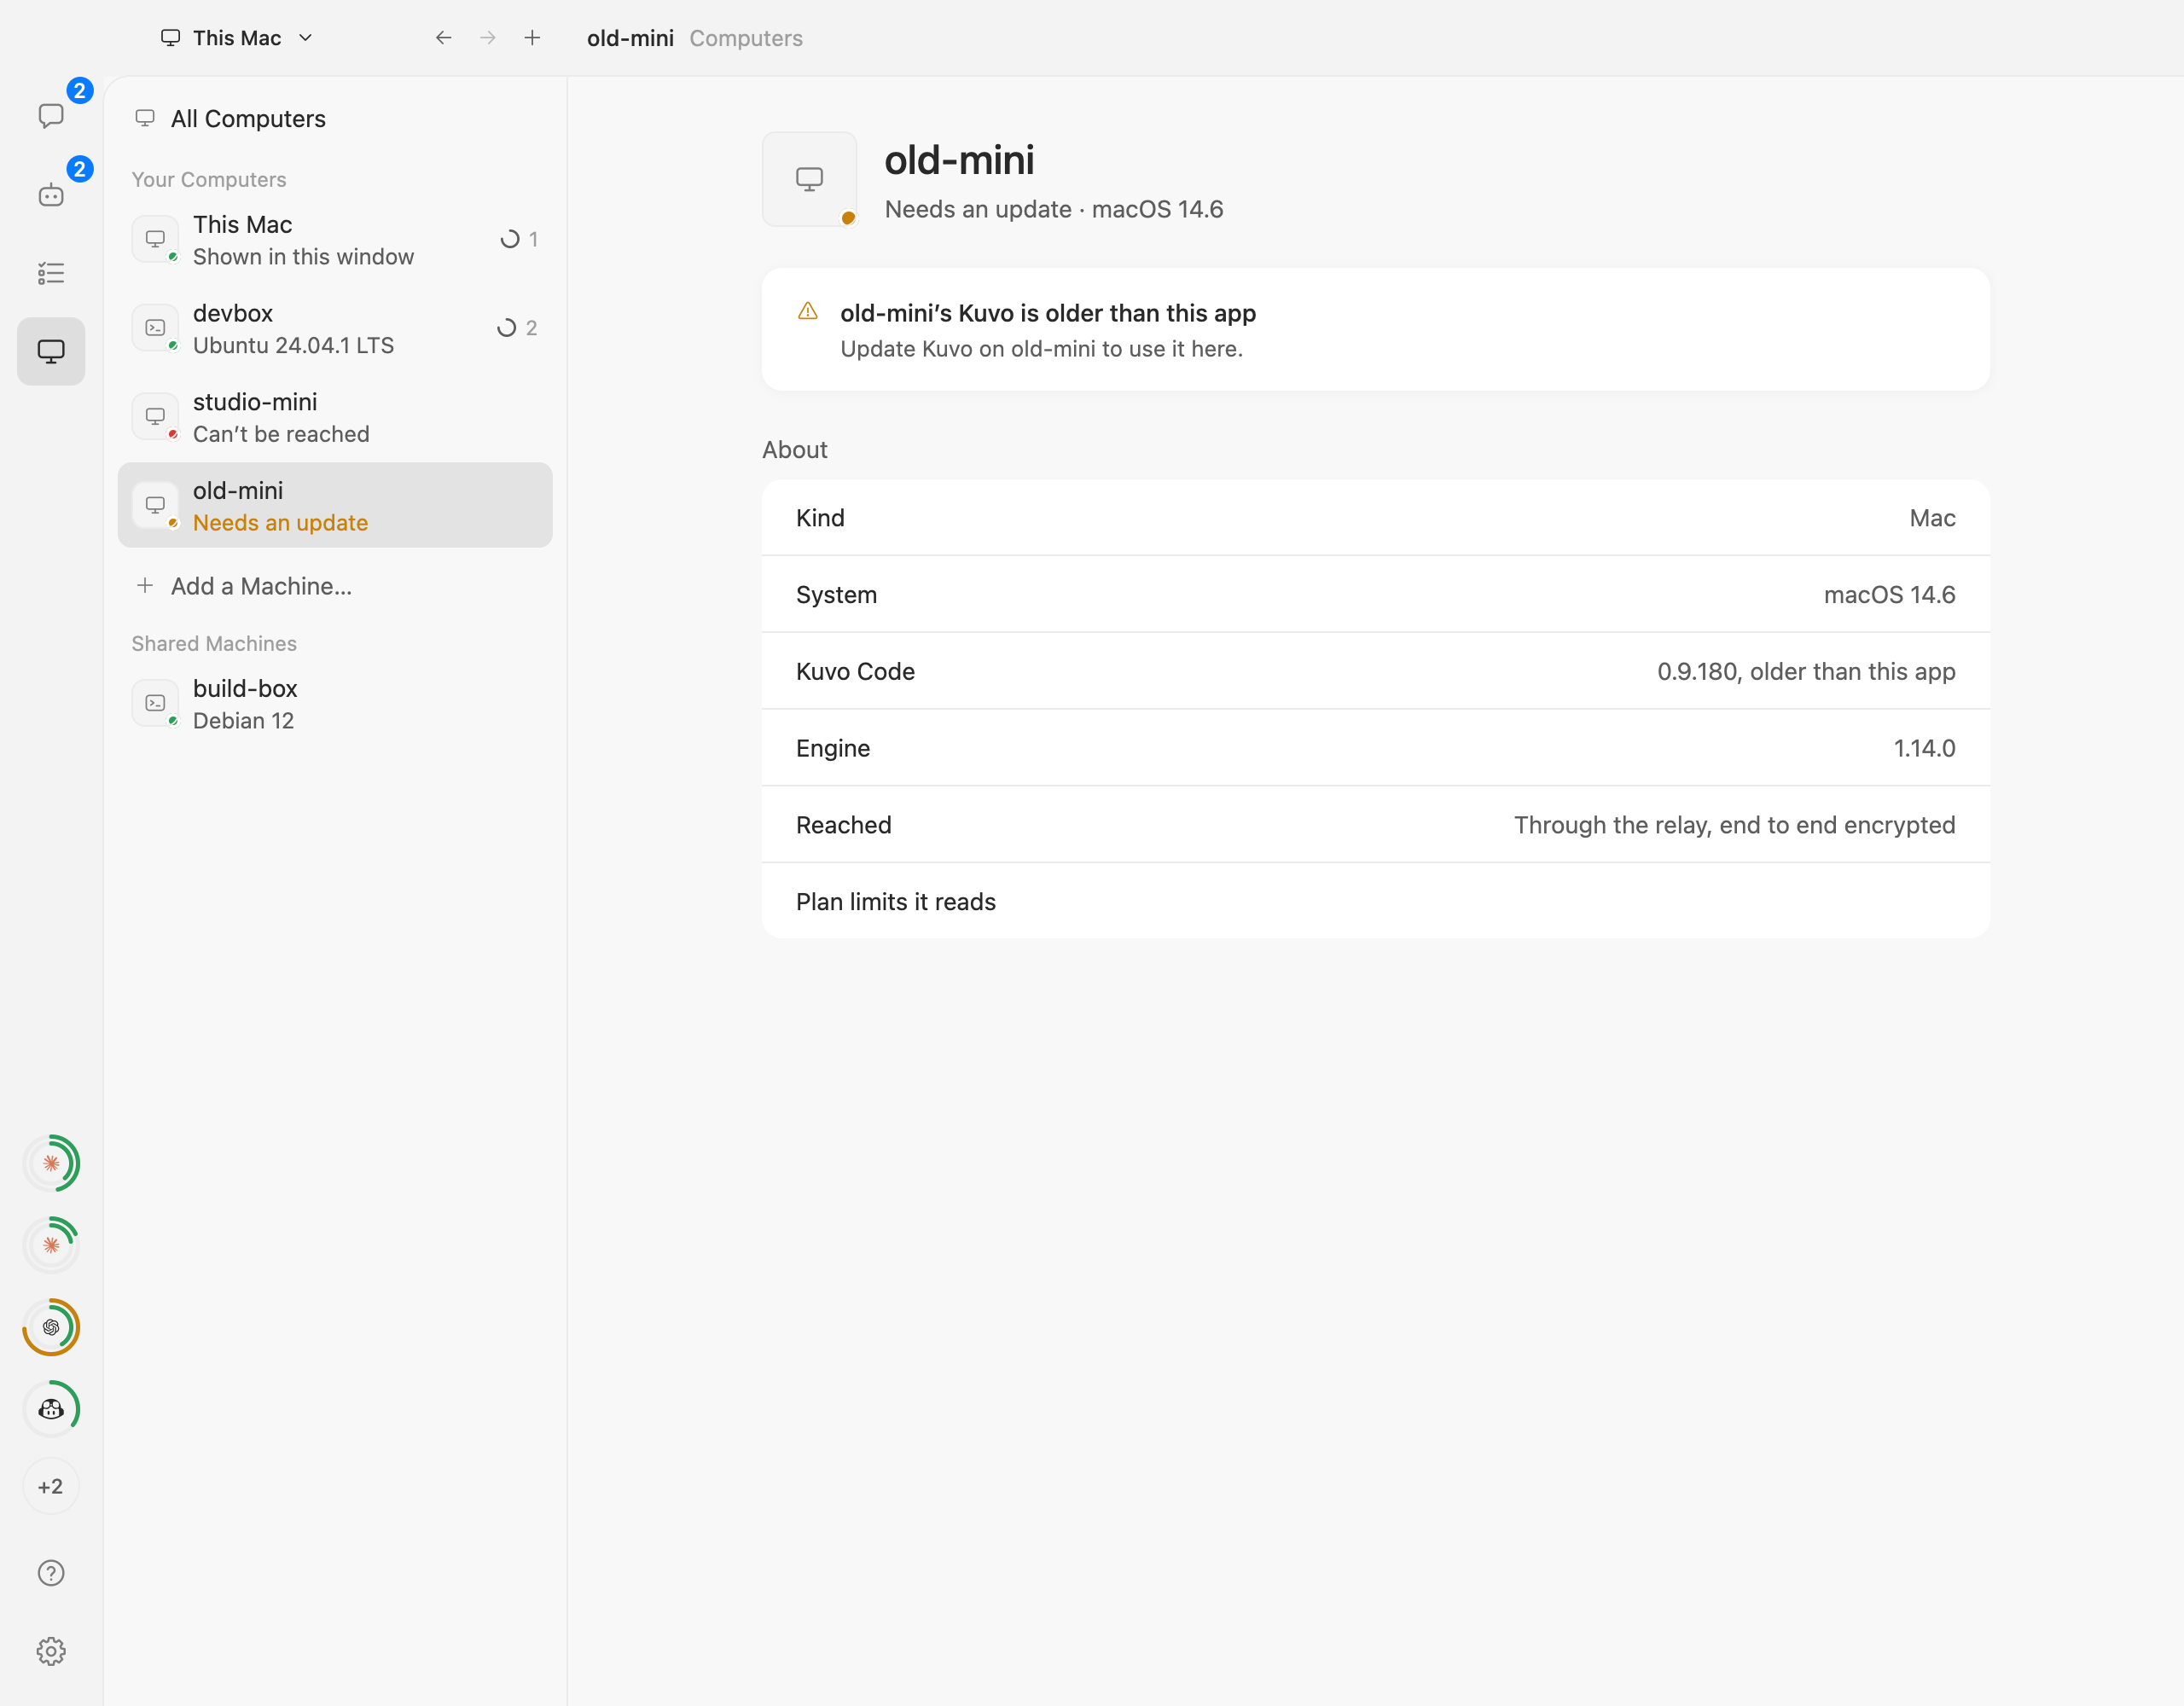 This Mac
old-mini Computers
2
2
All Computers
Your Computers
This Mac
Shown in this window
1
devbox
Ubuntu 24.04.1 LTS
2
studio-mini
Can’t be reached
old-mini
Needs an update
Add a Machine...
Shared Machines
build-box
Debian 12
+2
old-mini
Needs an update · macOS 14.6
old-mini’s Kuvo is older than this app
Update Kuvo on old-mini to use it here.
About
Kind Mac
System macOS 14.6
Kuvo Code 0.9.180, older than this app
Engine 1.14.0
Reached Through the relay, end to end encrypted
Plan limits it reads